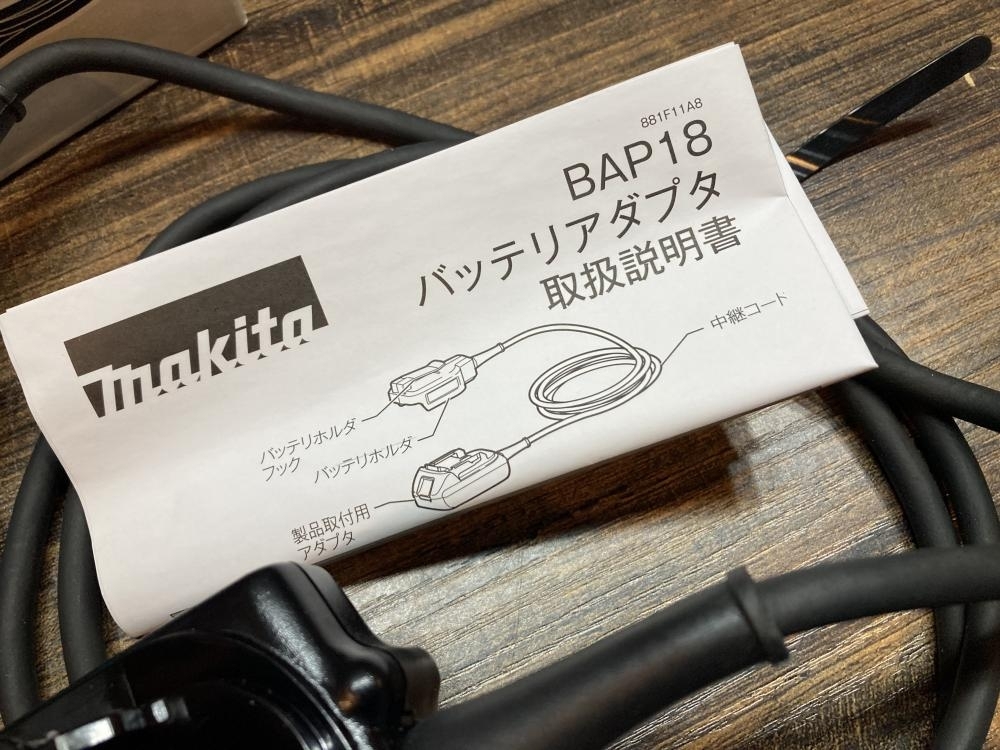 881F11A8
BAP18
バッテリアダプタ
取扱説明書
makita
中継コード
バッテリホルダ
フック
バッテリホルダ
製品取付用
アダプタ